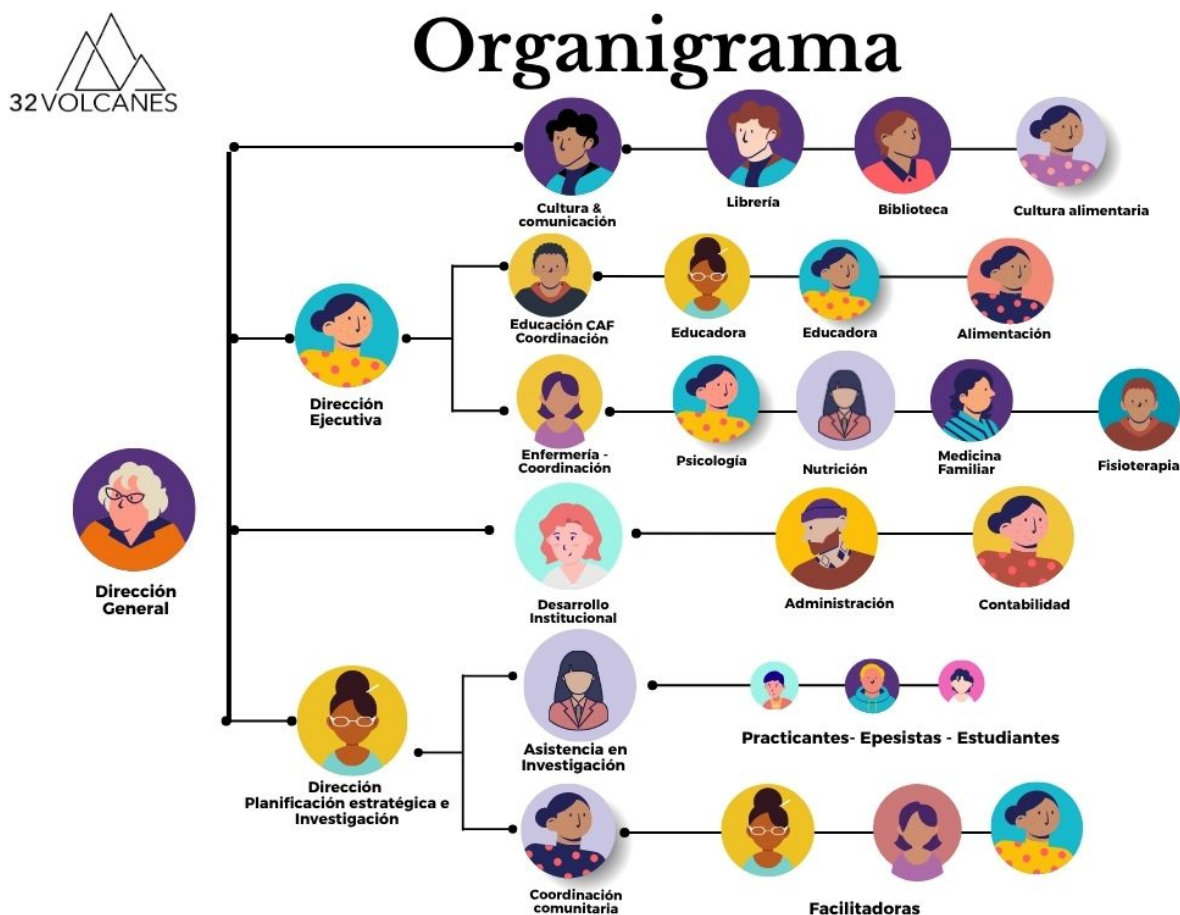 Organigrama
32VOLCANES
Cultura &
comunicación
Librería
Biblioteca
Cultura alimentaria
Educación CAF
Coordinación
Educadora
Educadora
Alimentación
Dirección
Ejecutiva
Enfermería -
Coordinación
Psicología
Nutrición
Medicina
Familiar
Fisioterapia
Dirección
General
Desarrollo
Institucional
Administración
Contabilidad
Asistencia en
Investigación
Practicantes- Epesistas - Estudiantes
Dirección
Planificación estratégica e
Investigación
Coordinación
comunitaria
Facilitadoras